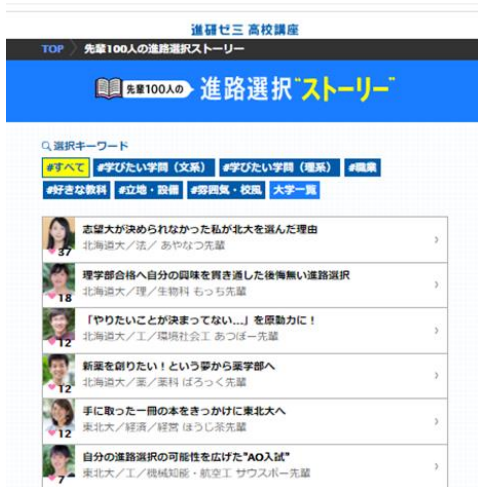 進研ゼミ 高校講座
TOP 〉 先輩100人の進路選択ストーリー
先輩100人の 進路選択"ストーリー"
選択キーワード
#すべて #学びたい学問（文系） #学びたい学問（理系） #職業
#好きな教科 #立地・設備 #雰囲気・校風 大学一覧
志望大が決められなかった私が北大を選んだ理由
37 北海道大／法／ あやなつ先輩
理学部合格へ自分の興味を貫き通した後悔無い進路選択
18 北海道大／理／生物科 もっち先輩
「やりたいことが決まってない...」を原動力に！
12 北海道大／工／環境社会工 あつぼー先輩
新薬を創りたい！という夢から薬学部へ
12 北海道大／薬／薬科 ぱろっく先輩
手に取った一冊の本をきっかけに東北大へ
12 東北大／経済／経営 ほうじ茶先輩
自分の進路選択の可能性を広げた"AO入試"
7 東北大／工／機械知能・航空工 サウスポー先輩